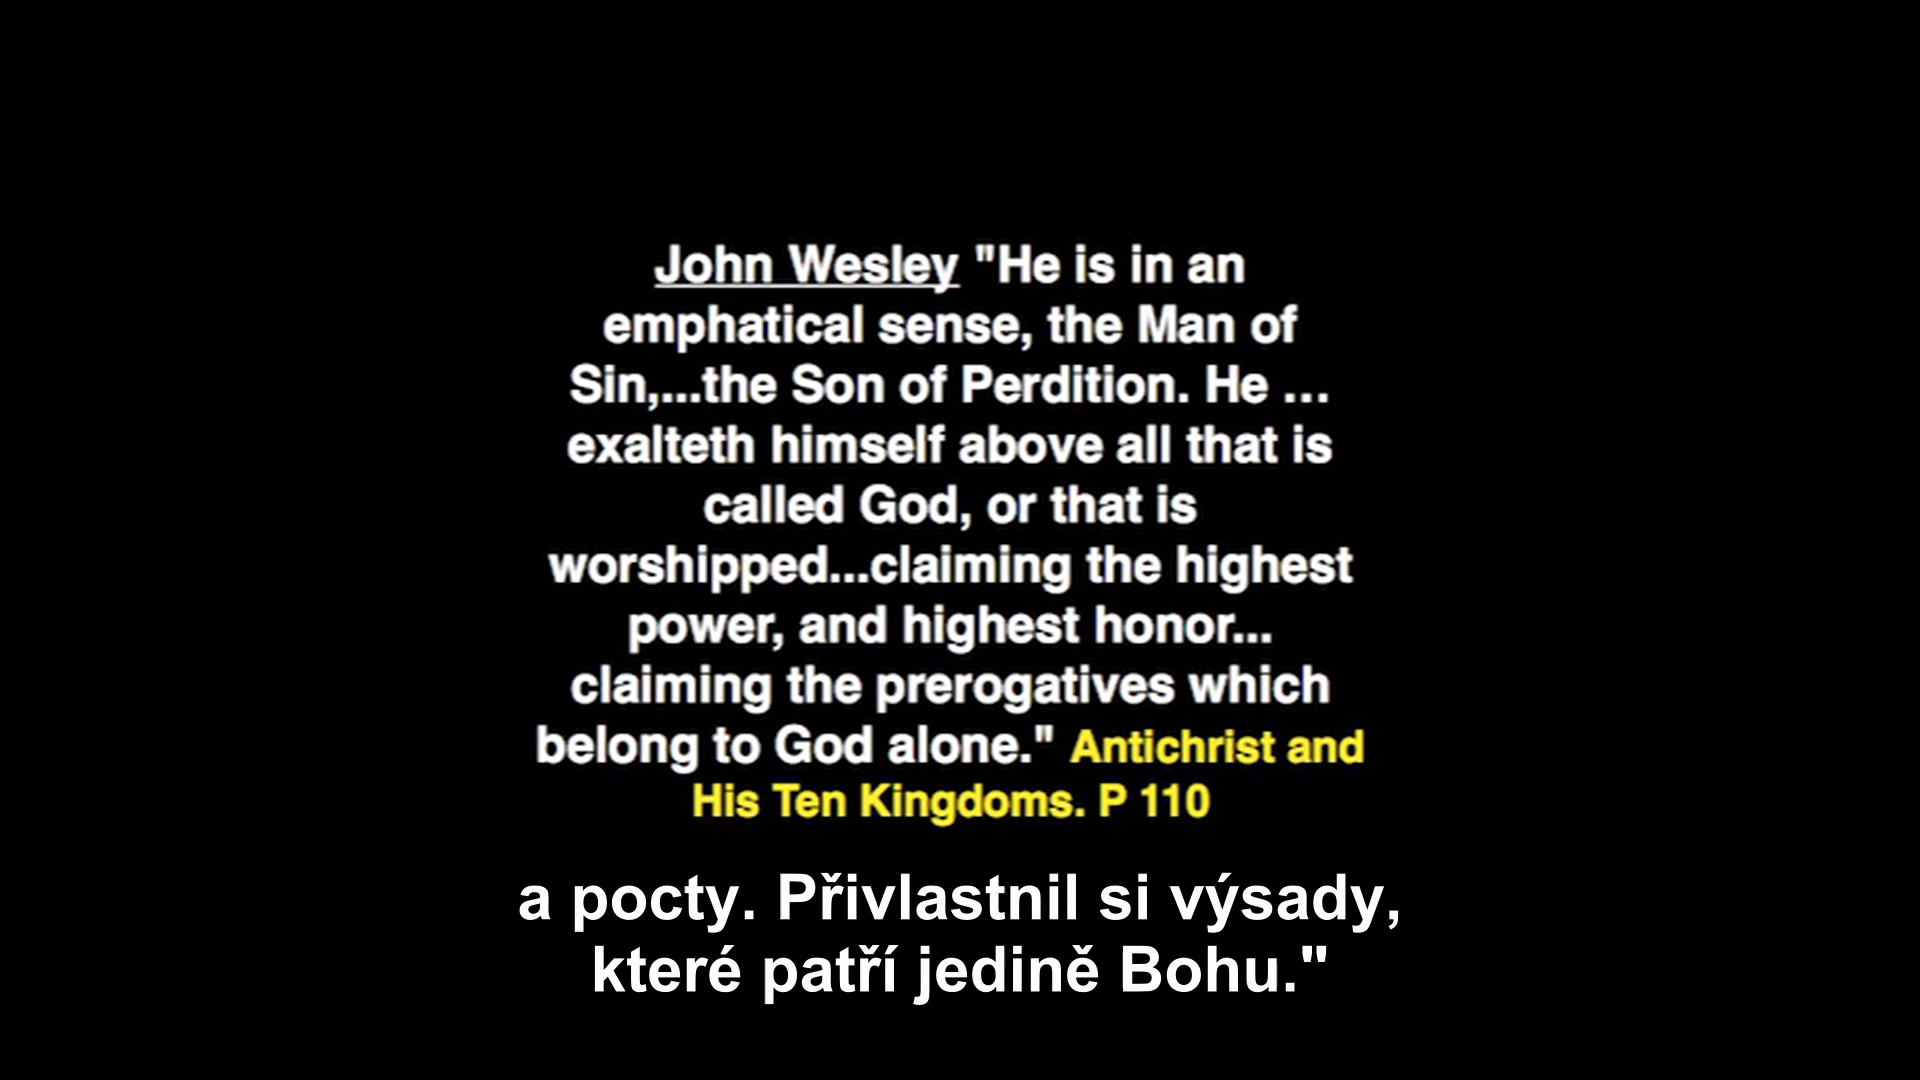 John Wesley "He is in an
emphatical sense, the Man of
Sin,...the Son of Perdition. He ...
exalteth himself above all that is
called God, or that is
worshipped...claiming the highest
power, and highest honor...
claiming the prerogatives which
belong to God alone." Antichrist and
His Ten Kingdoms. P 110
a pocty. Přivlastnil si výsady,
které patří jedině Bohu."